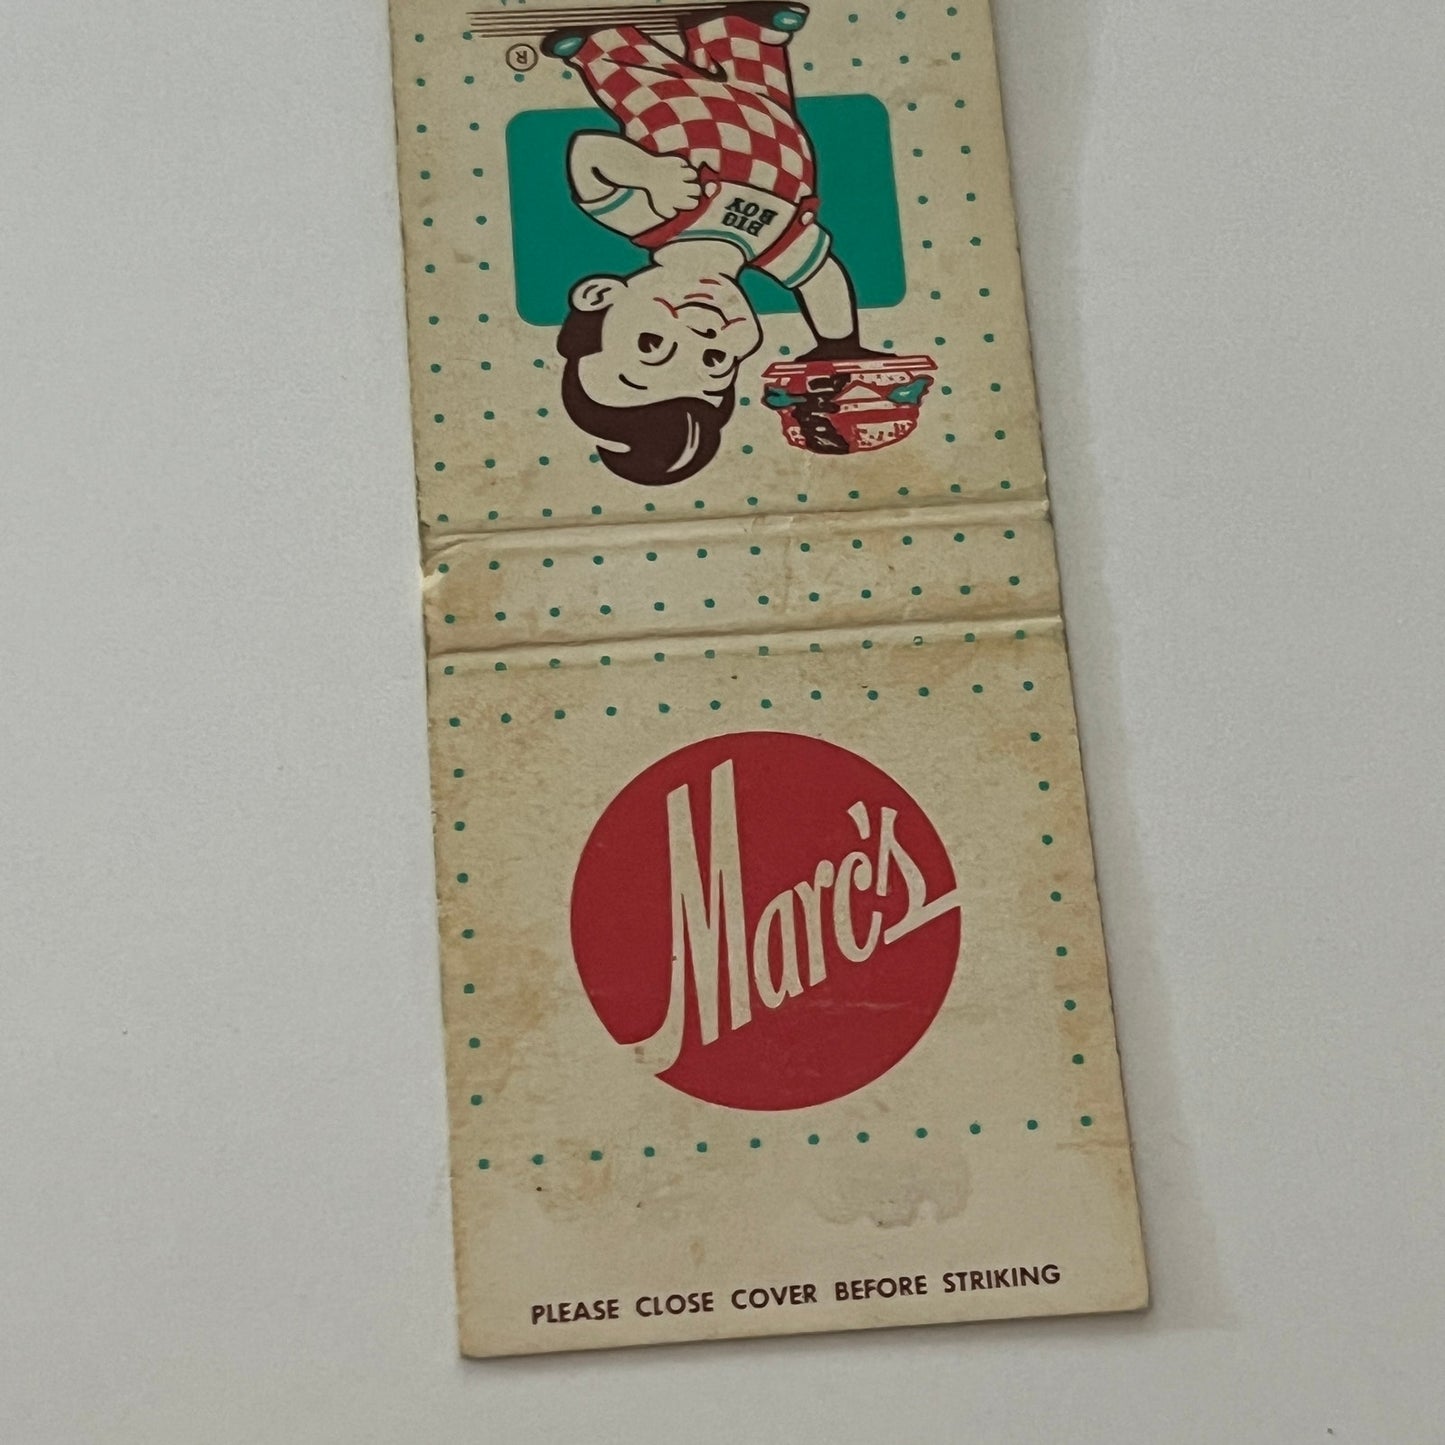 ®
BIG
BOY
Marc's
PLEASE CLOSE COVER BEFORE STRIKING